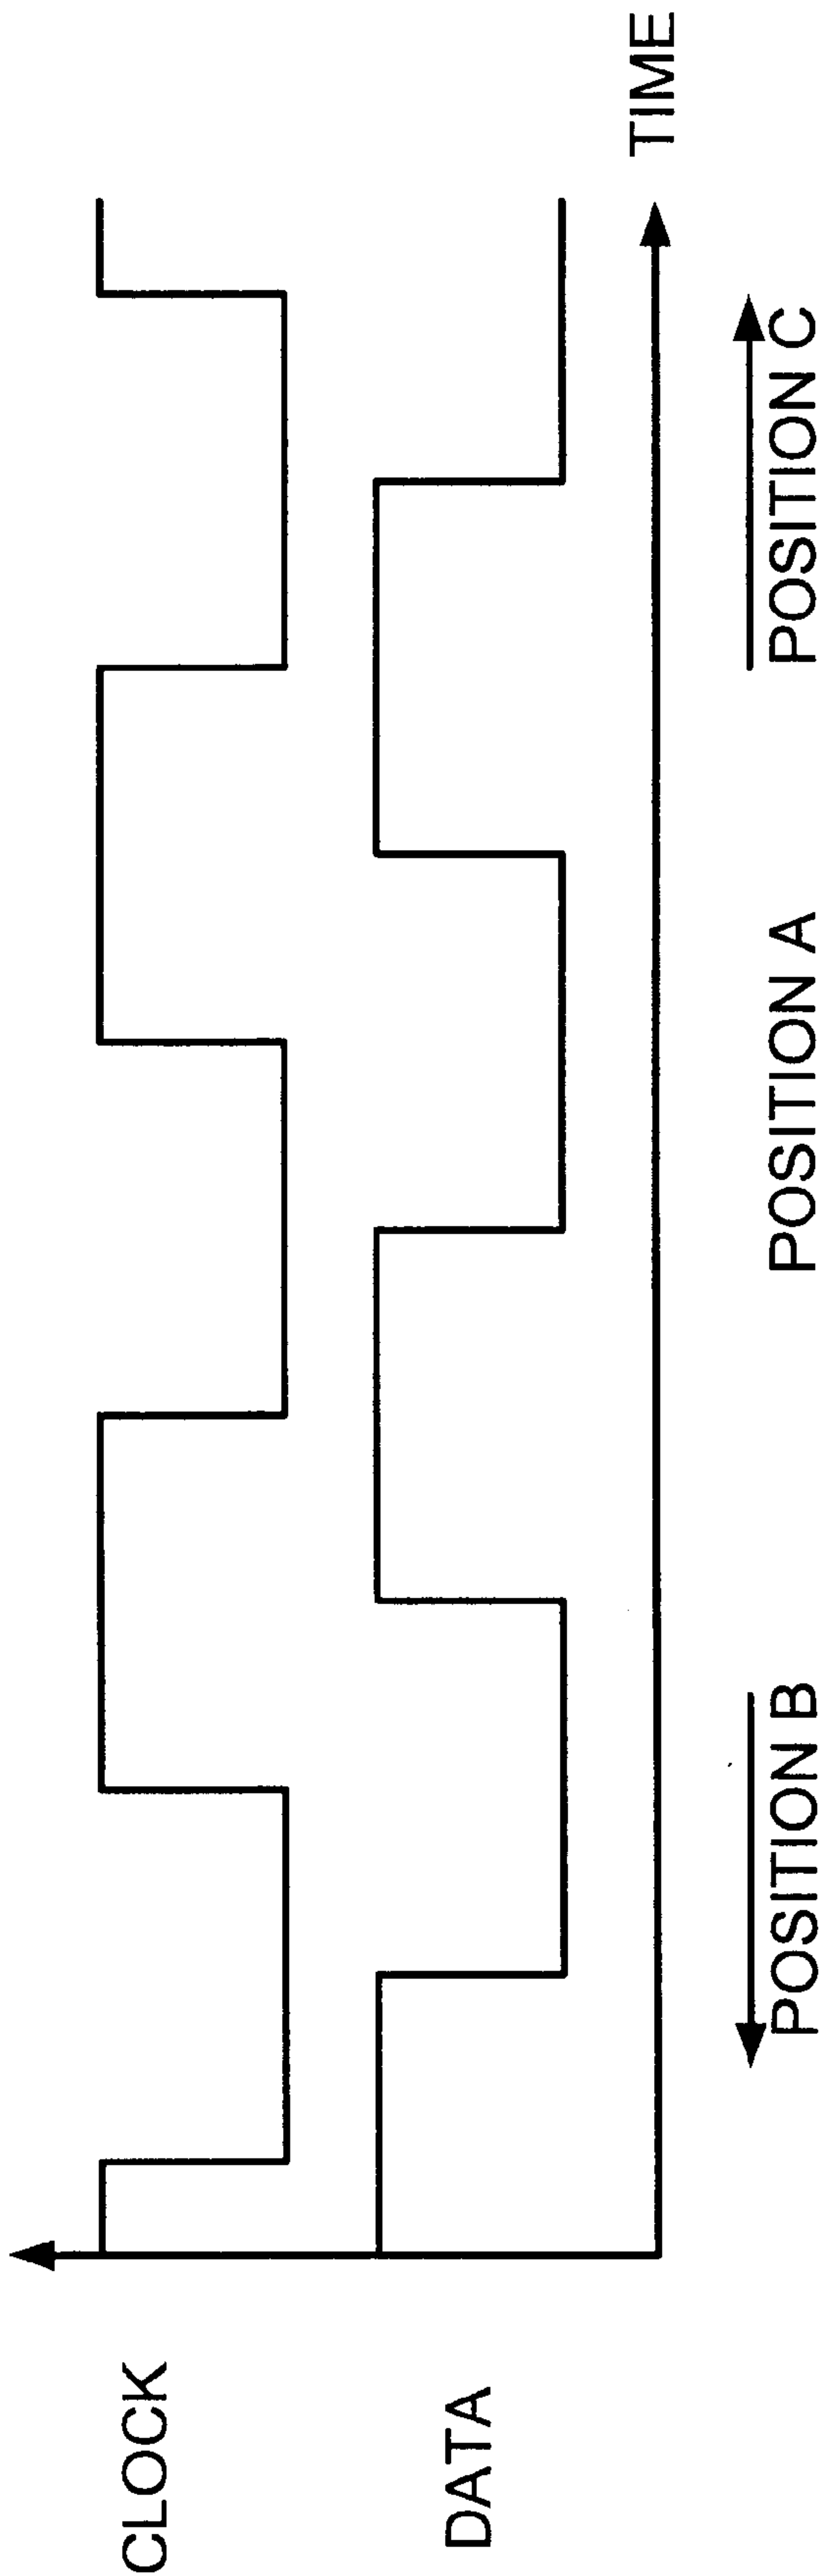 CLOCK
DATA
TIME
POSITION B
POSITION A
POSITION C